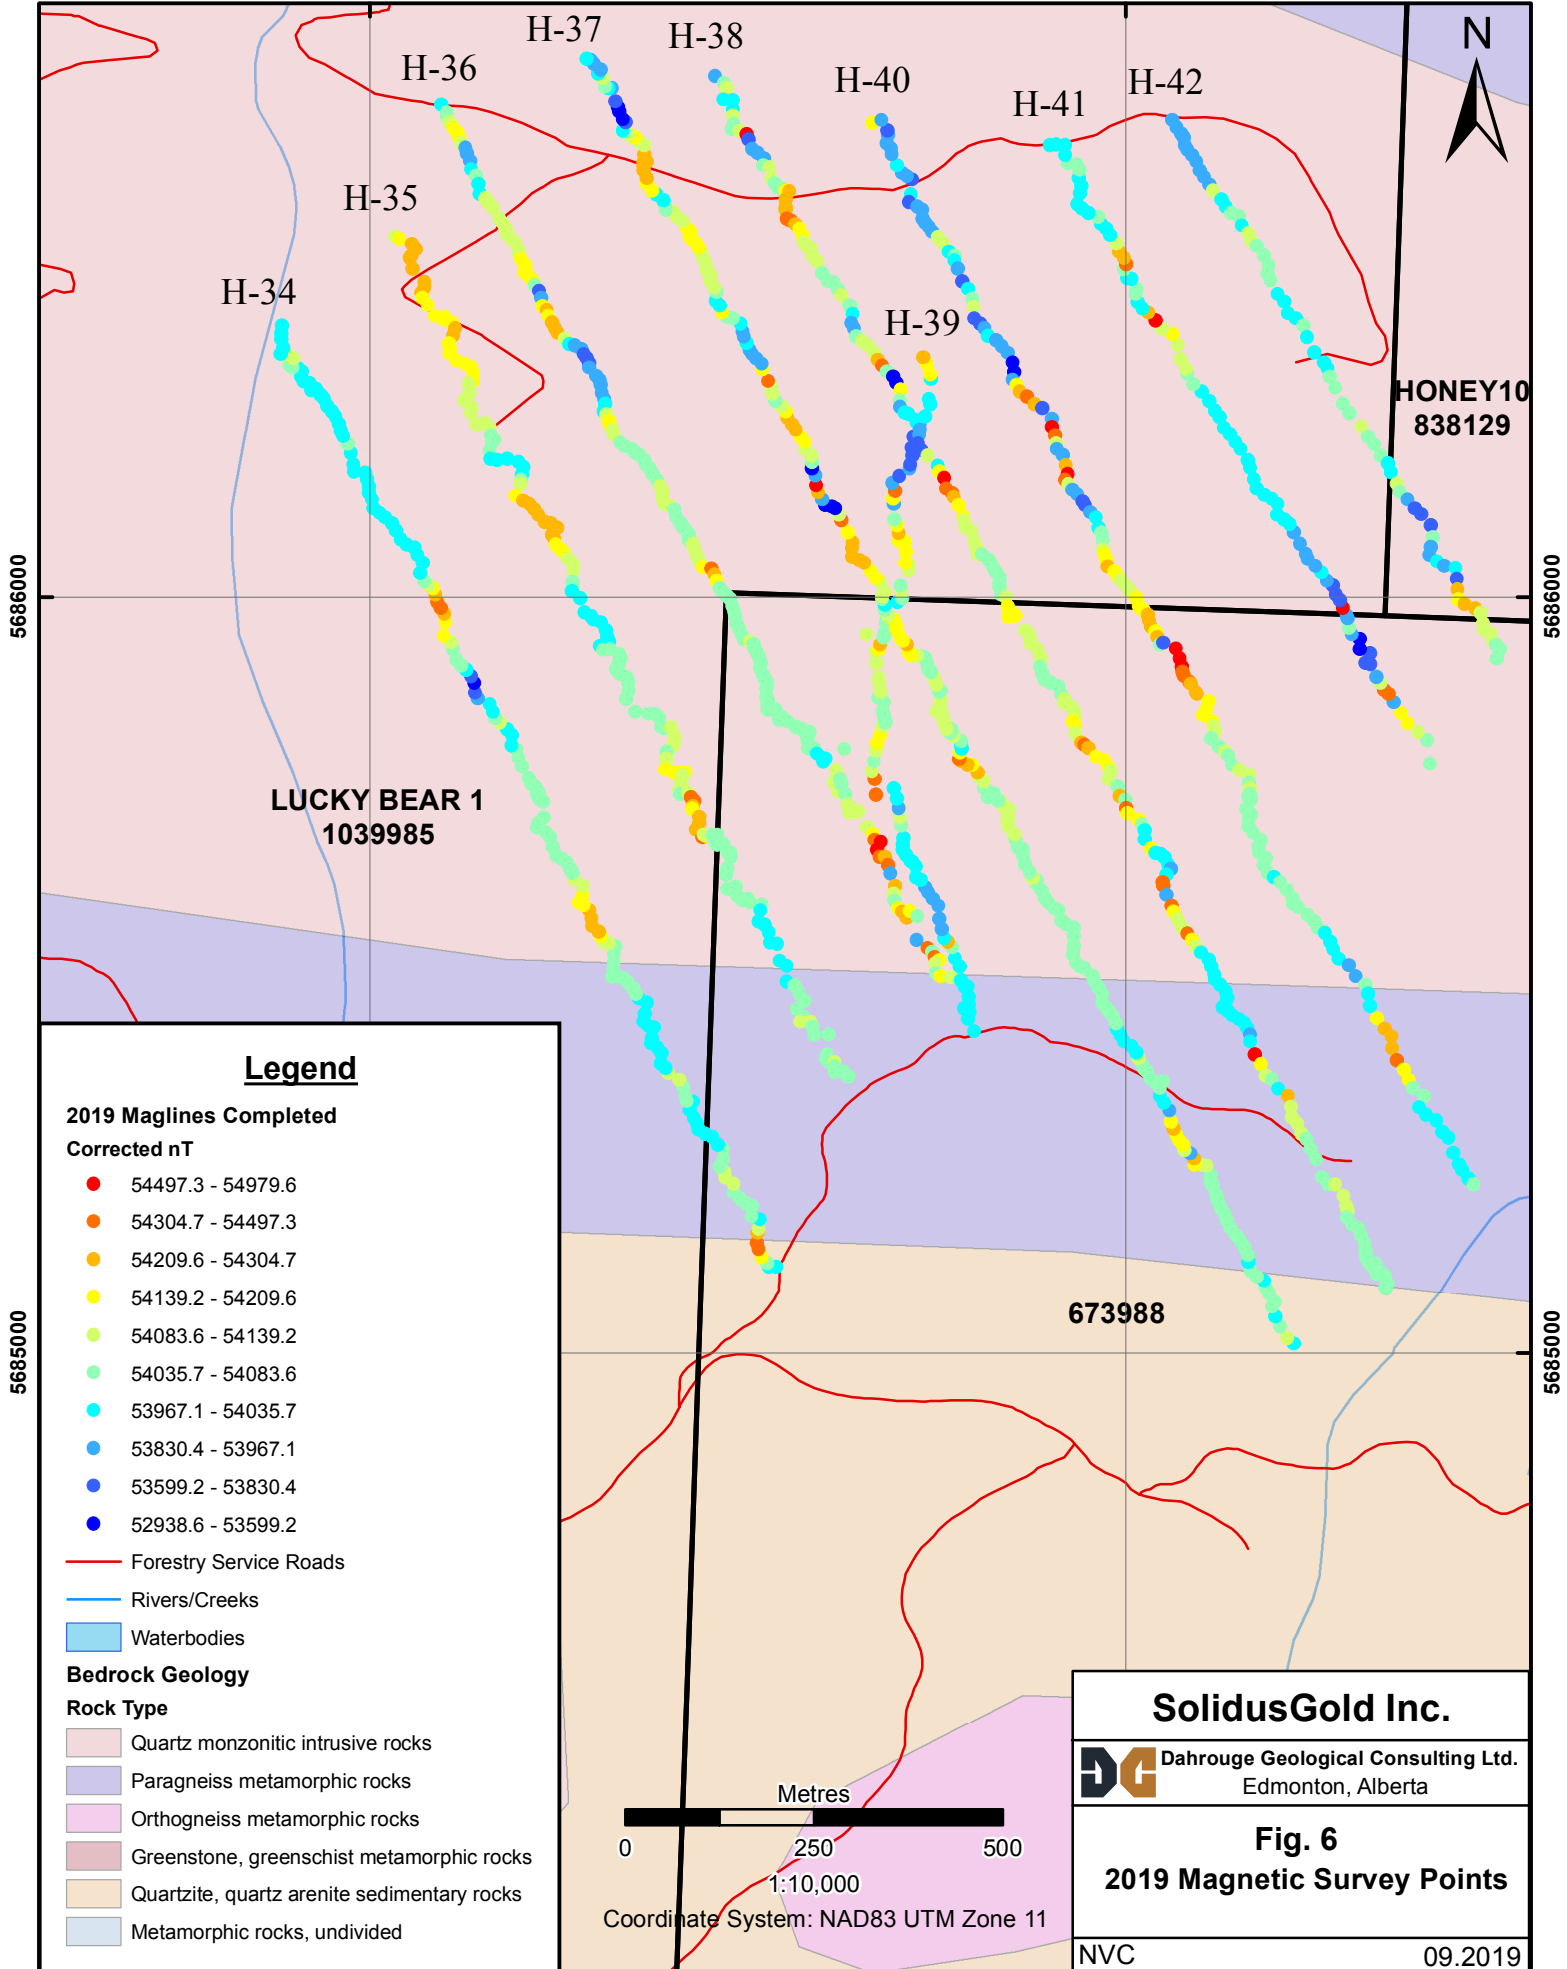 H-37
H-38
N
H-36
H-40
H-41
H-42
H-35
H-34
H-39
HONEY10
838129
5686000
5686000
LUCKY BEAR 1
1039985
673988
5685000
5685000
Legend
2019 Maglines Completed
Corrected nT
54497.3 - 54979.6
54304.7 - 54497.3
54209.6 - 54304.7
54139.2 - 54209.6
54083.6 - 54139.2
54035.7 - 54083.6
53967.1 - 54035.7
53830.4 - 53967.1
53599.2 - 53830.4
52938.6 - 53599.2
Forestry Service Roads
Rivers/Creeks
Waterbodies
Bedrock Geology
Rock Type
Quartz monzonitic intrusive rocks
Paragneiss metamorphic rocks
Orthogneiss metamorphic rocks
Greenstone, greenschist metamorphic rocks
Quartzite, quartz arenite sedimentary rocks
Metamorphic rocks, undivided
Metres
0 250 500
1:10,000
Coordinate System: NAD83 UTM Zone 11
SolidusGold Inc.
Dahrouge Geological Consulting Ltd.
Edmonton, Alberta
Fig. 6
2019 Magnetic Survey Points
NVC 09.2019